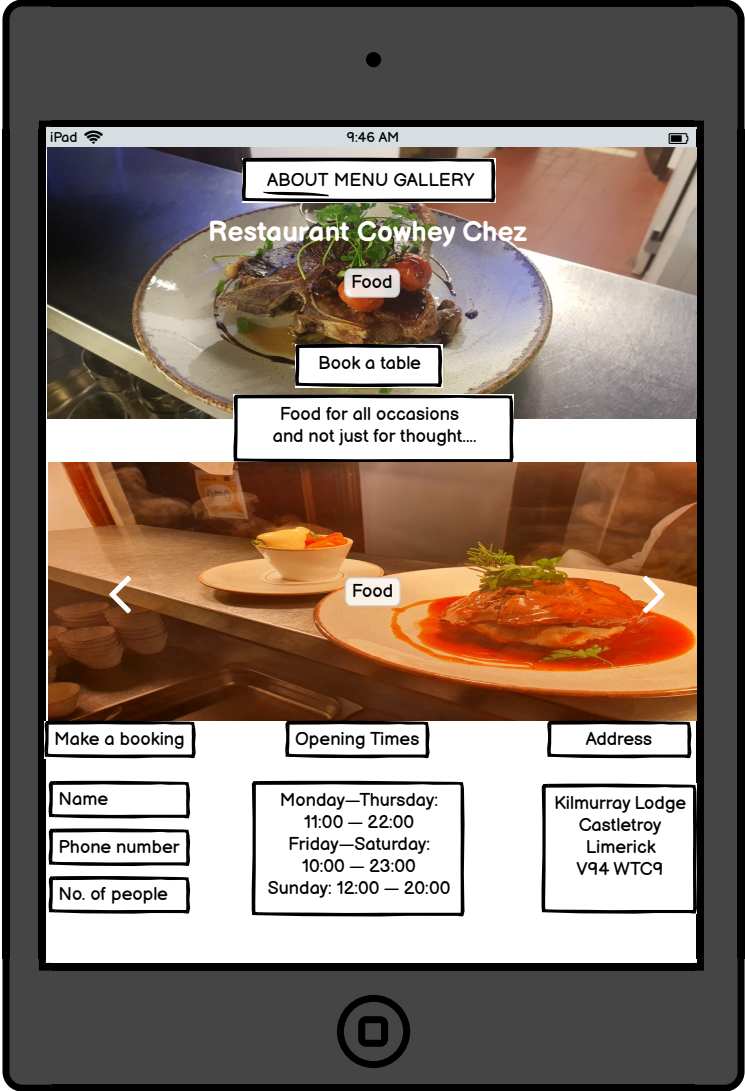 iPad 9:46 AM
ABOUT MENU GALLERY
Restaurant Cowhey Chez
Food
Book a table
Food for all occasions
and not just for thought....
Food
Make a booking
Name
Phone number
No. of people
Opening Times
Monday—Thursday:
11:00 — 22:00
Friday—Saturday:
10:00 — 23:00
Sunday: 12:00 — 20:00
Address
Kilmurray Lodge
Castletroy
Limerick
V94 WTC9